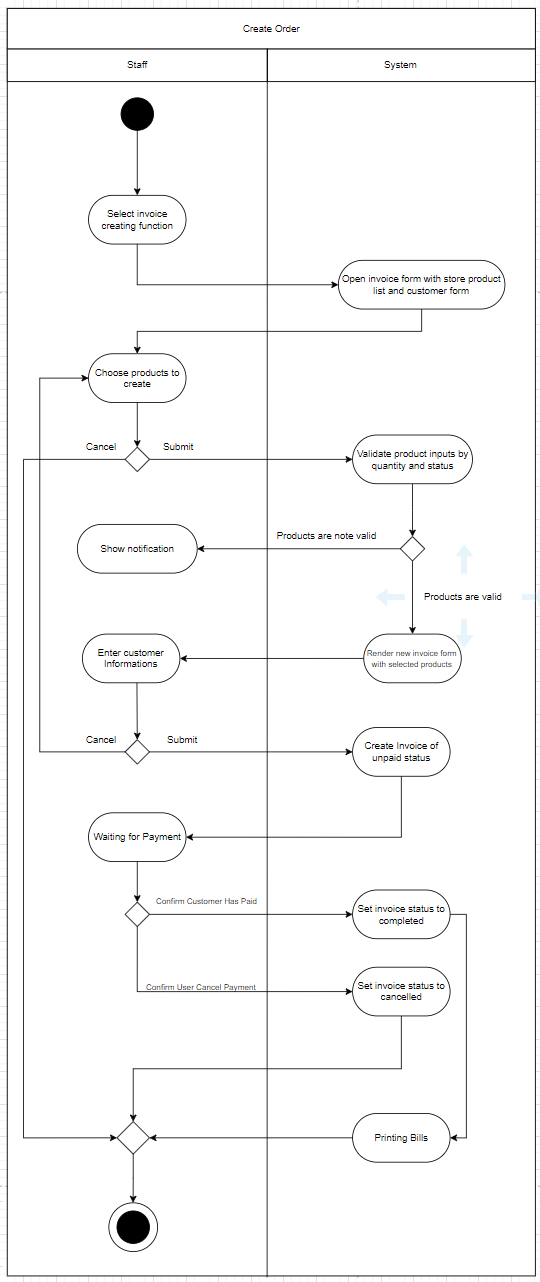 Create Order
Staff
System
Select invoice
creating function
Open invoice form with store product
list and customer form
Choose products to
create
Cancel
Submit
Validate product inputs by
quantity and status
Products are note valid
Show notification
Products are valid
Enter customer
Informations
Render new invoice form
with selected products
Cancel
Submit
Create Invoice of
unpaid status
Waiting for Payment
Confirm Customer Has Paid
Set invoice status to
completed
Confirm User Cancel Payment
Set invoice status to
cancelled
Printing Bills